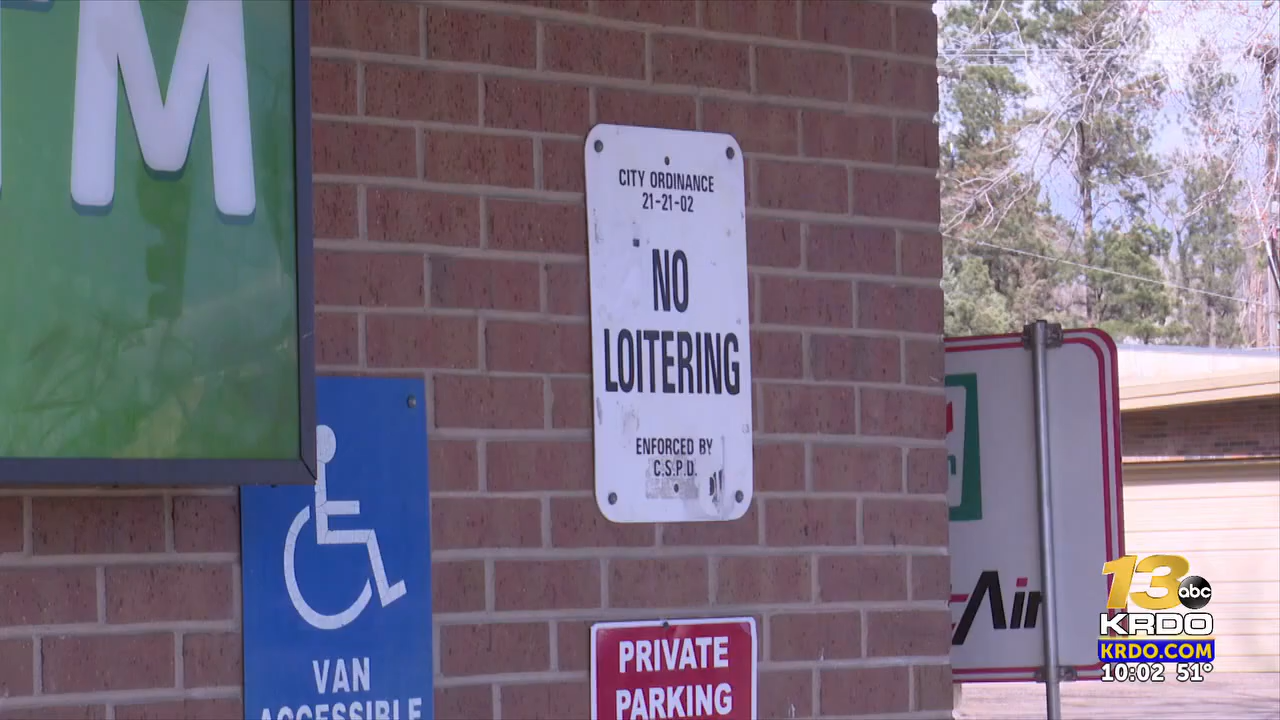 M
CITY ORDINANCE
21-21-02
NO
LOITERING
ENFORCED BY
C.S.P.D.
VAN
ACCESSIBLE
PRIVATE
PARKING
Air
13 abc
KRDO
KRDO.COM
10:02 51°